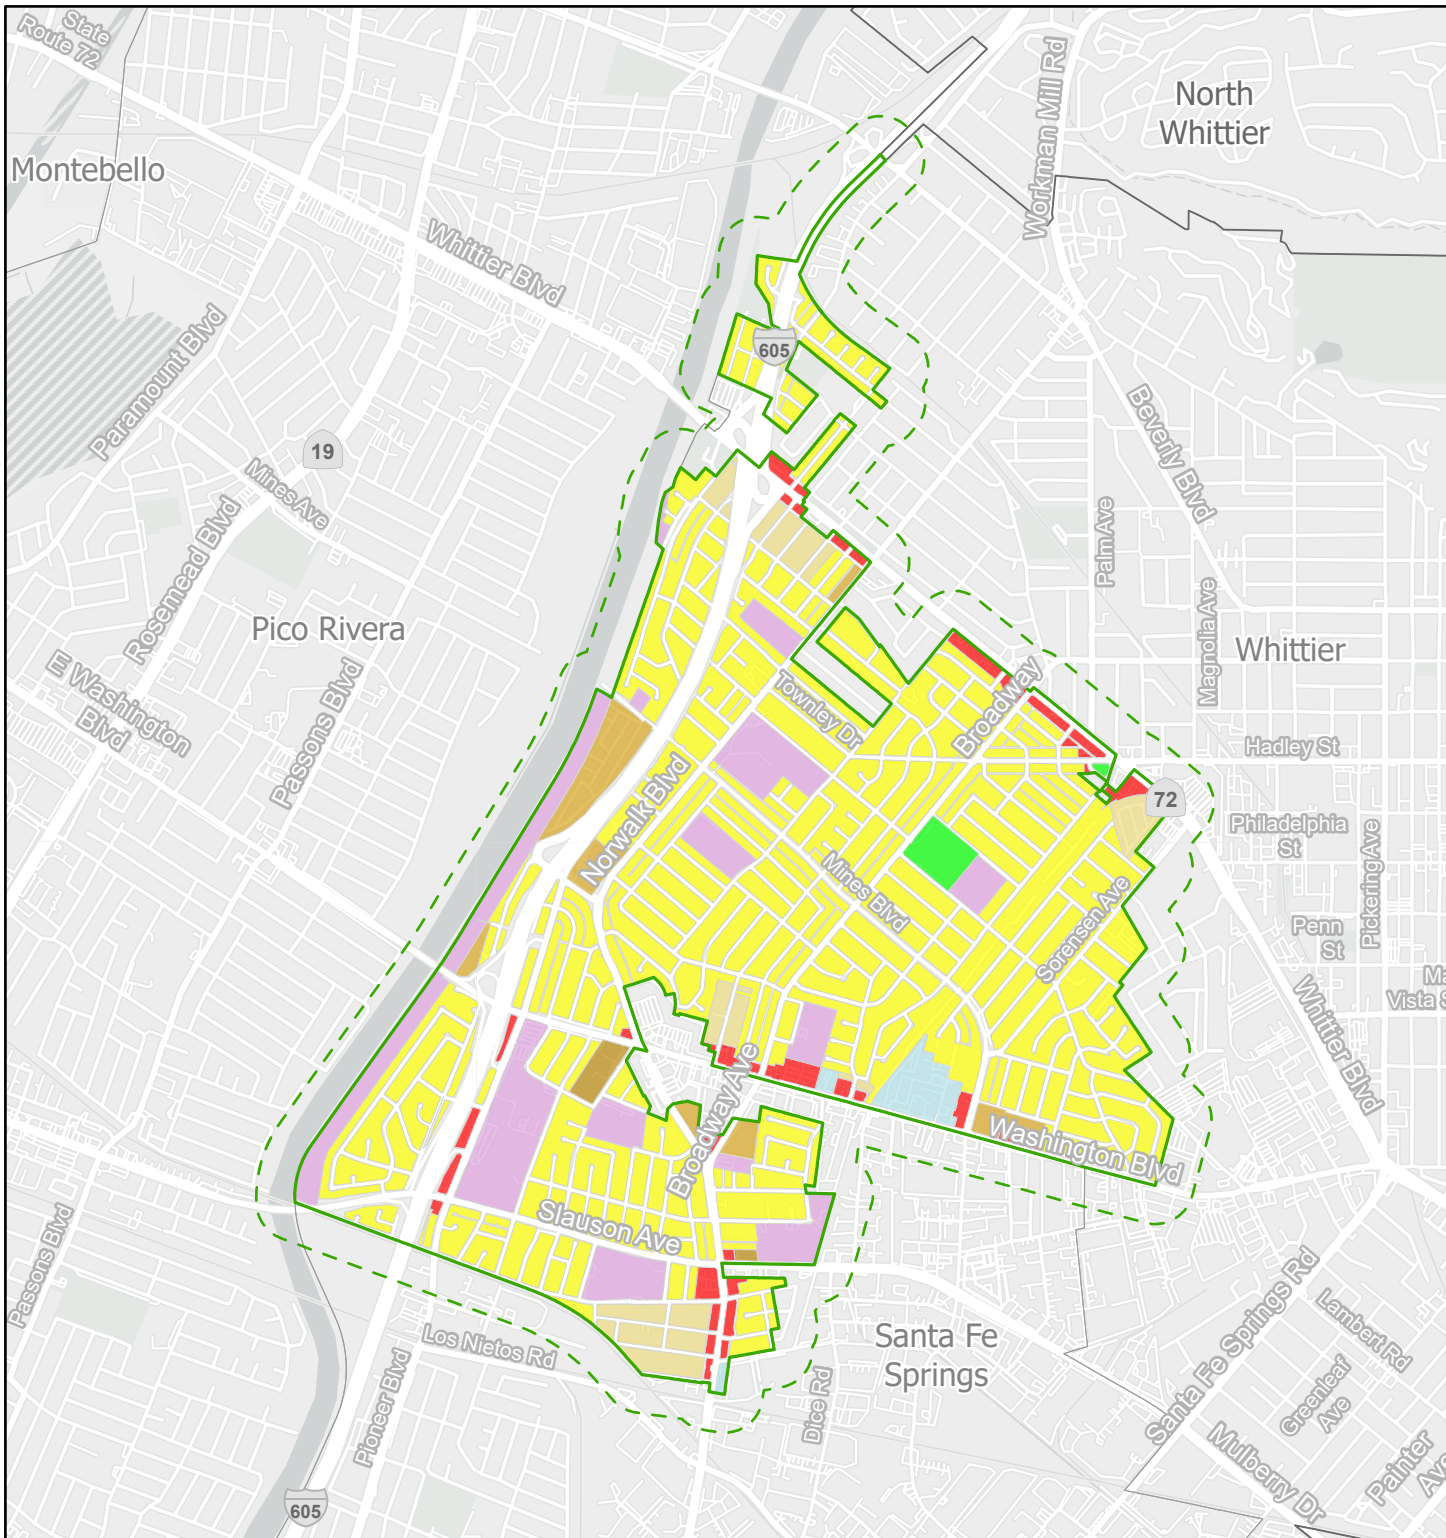 State
Route 72
North
Whittier
Workman Mill Rd
Montebello
Whittier Blvd
Paramount Blvd
605
19
Mines Ave
Beverly Blvd
Rosemead Blvd
Palm Ave
Magnolia Ave
Pico Rivera
Whittier
E Washington
Blvd
Passons Blvd
Townley Dr
Broadway
Hadley St
72
Norwalk Blvd
Philadelphia
St
Pickering Ave
Mines Blvd
Sorensen Ave
Penn
St
Ma
Vista S
Whittier Blvd
Broadway Ave
Washington Blvd
Slauson Ave
Passons Blvd
Los Nietos Rd
Pioneer Blvd
Santa Fe
Springs
Dice Rd
Santa Fe Springs Rd
Lambert Rd
Greenleaf
Ave
Mulberry Dr
Painter
Ave
605